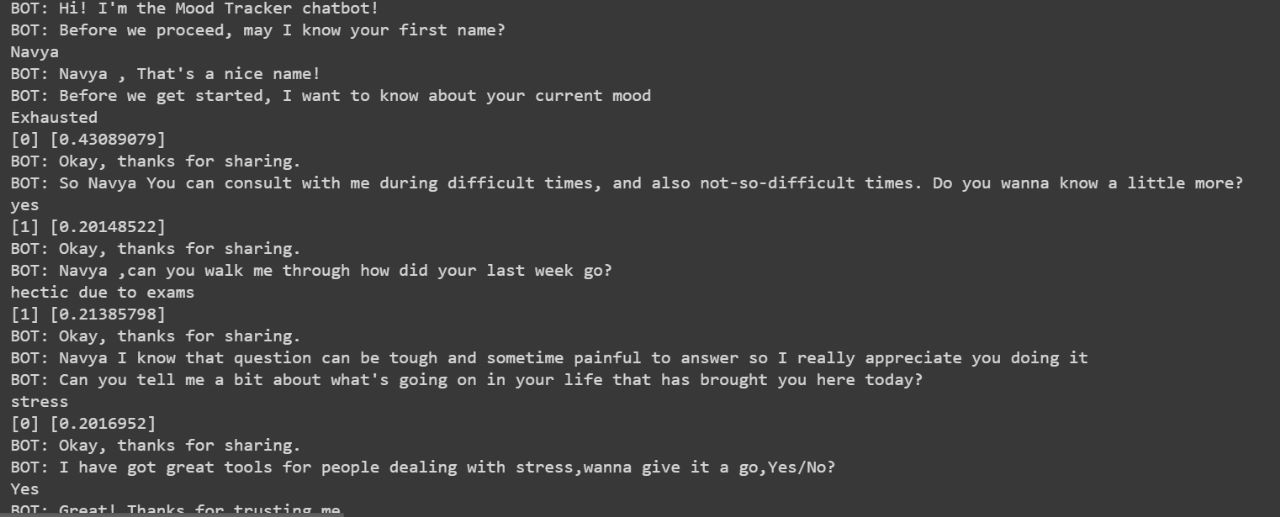 BOT: Hi! I'm the Mood Tracker chatbot!
BOT: Before we proceed, may I know your first name?
Navya
BOT: Navya , That's a nice name!
BOT: Before we get started, I want to know about your current mood
Exhausted
[0] [0.43089079]
BOT: Okay, thanks for sharing.
BOT: So Navya You can consult with me during difficult times, and also not-so-difficult times. Do you wanna know a little more?
yes
[1] [0.20148522]
BOT: Okay, thanks for sharing.
BOT: Navya ,can you walk me through how did your last week go?
hectic due to exams
[1] [0.21385798]
BOT: Okay, thanks for sharing.
BOT: Navya I know that question can be tough and sometime painful to answer so I really appreciate you doing it
BOT: Can you tell me a bit about what's going on in your life that has brought you here today?
stress
[0] [0.2016952]
BOT: Okay, thanks for sharing.
BOT: I have got great tools for people dealing with stress,wanna give it a go,Yes/No?
Yes
BOT: Great! Thanks for trusting me